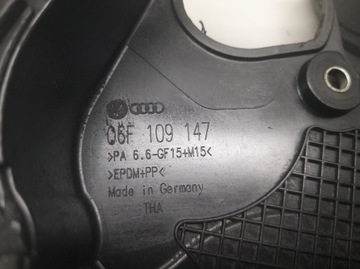 06F 109 147
>PA 6.6-GF15+M15<
>EPDM+PP<
Made in Germany
THA